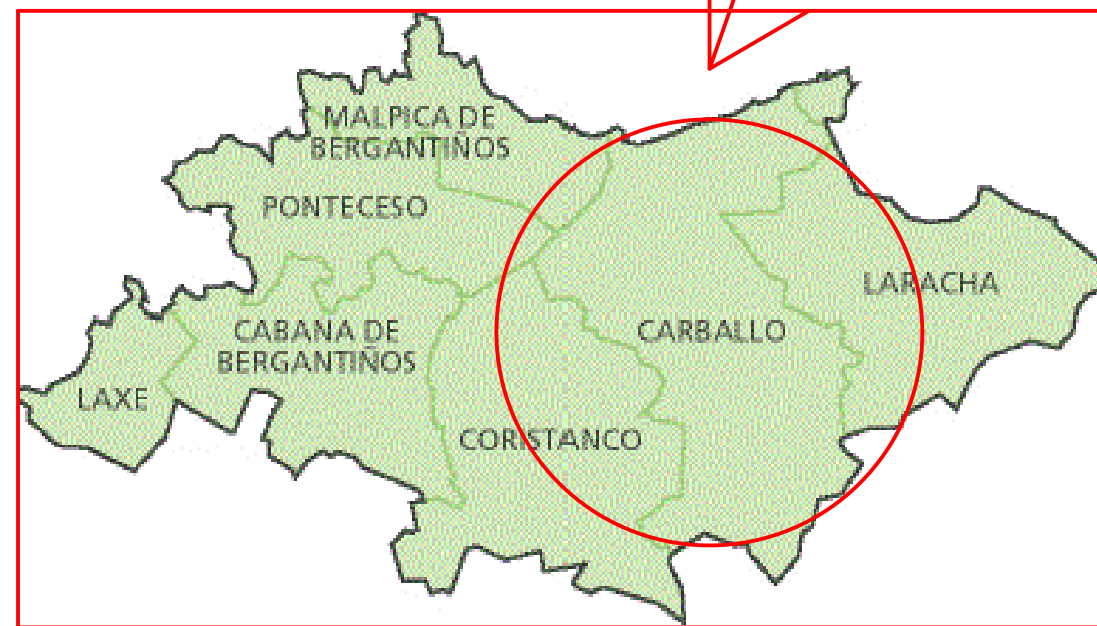 MALPICA DE
BERGANTIÑOS
PONTECESO
LARACHA
CABANA DE
BERGANTIÑOS
CARBALLO
LAXE
CORISTANCO